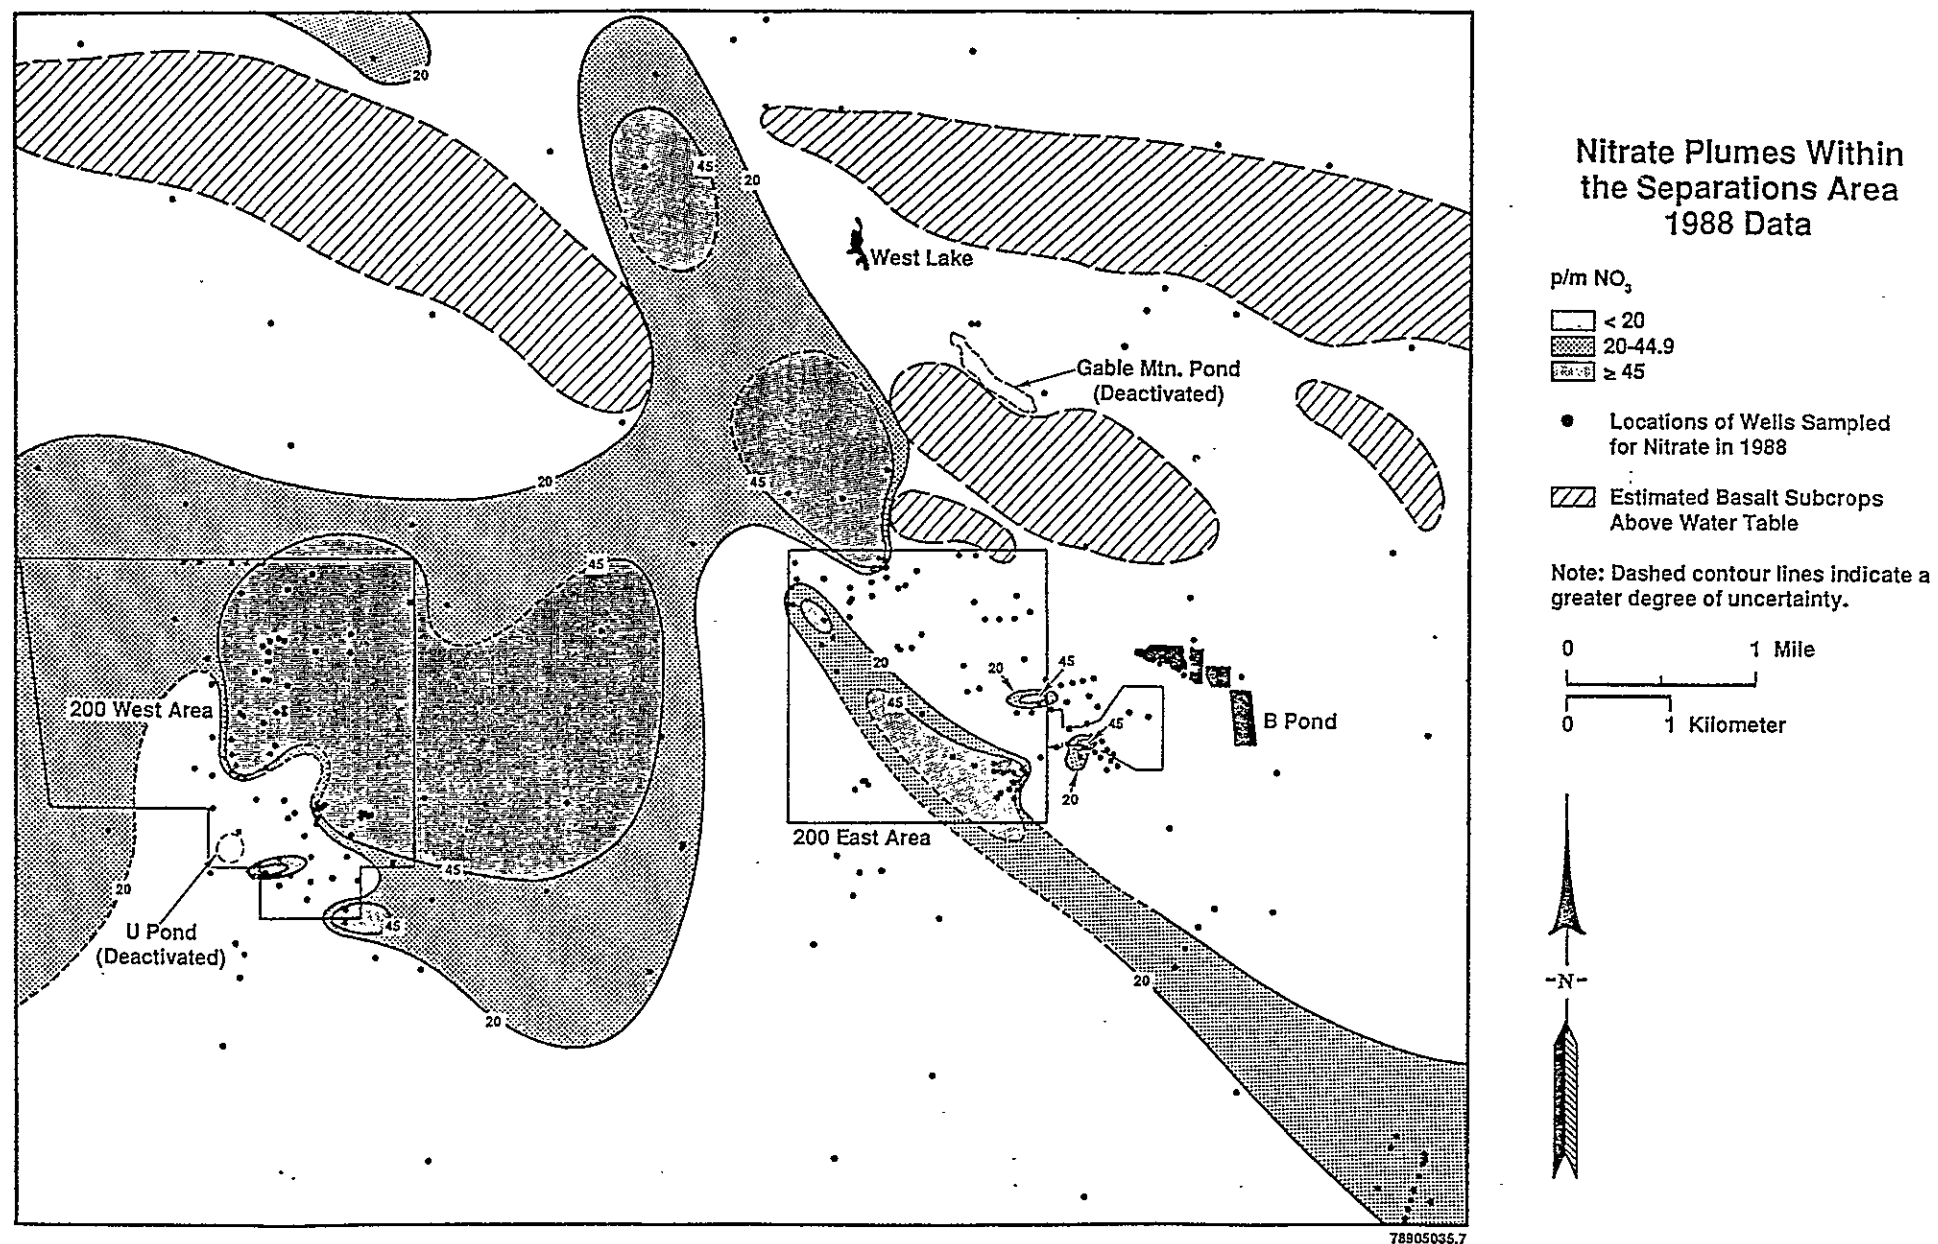 20
45
20
West Lake
Gable Mtn. Pond
(Deactivated)
20
45
45
20
45
20
200 West Area
45
20
45
B Pond
20
200 East Area
45
20
U Pond
(Deactivated)
45
20
20
Nitrate Plumes Within
the Separations Area
1988 Data
p/m NO₃
< 20
20-44.9
≥ 45
Locations of Wells Sampled
for Nitrate in 1988
Estimated Basalt Subcrops
Above Water Table
Note: Dashed contour lines indicate a
greater degree of uncertainty.
0 1 Mile
0 1 Kilometer
-N-
78905035.7